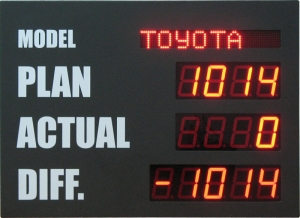 MODEL TOYOTA
PLAN 1014
ACTUAL 0
DIFF. -1014